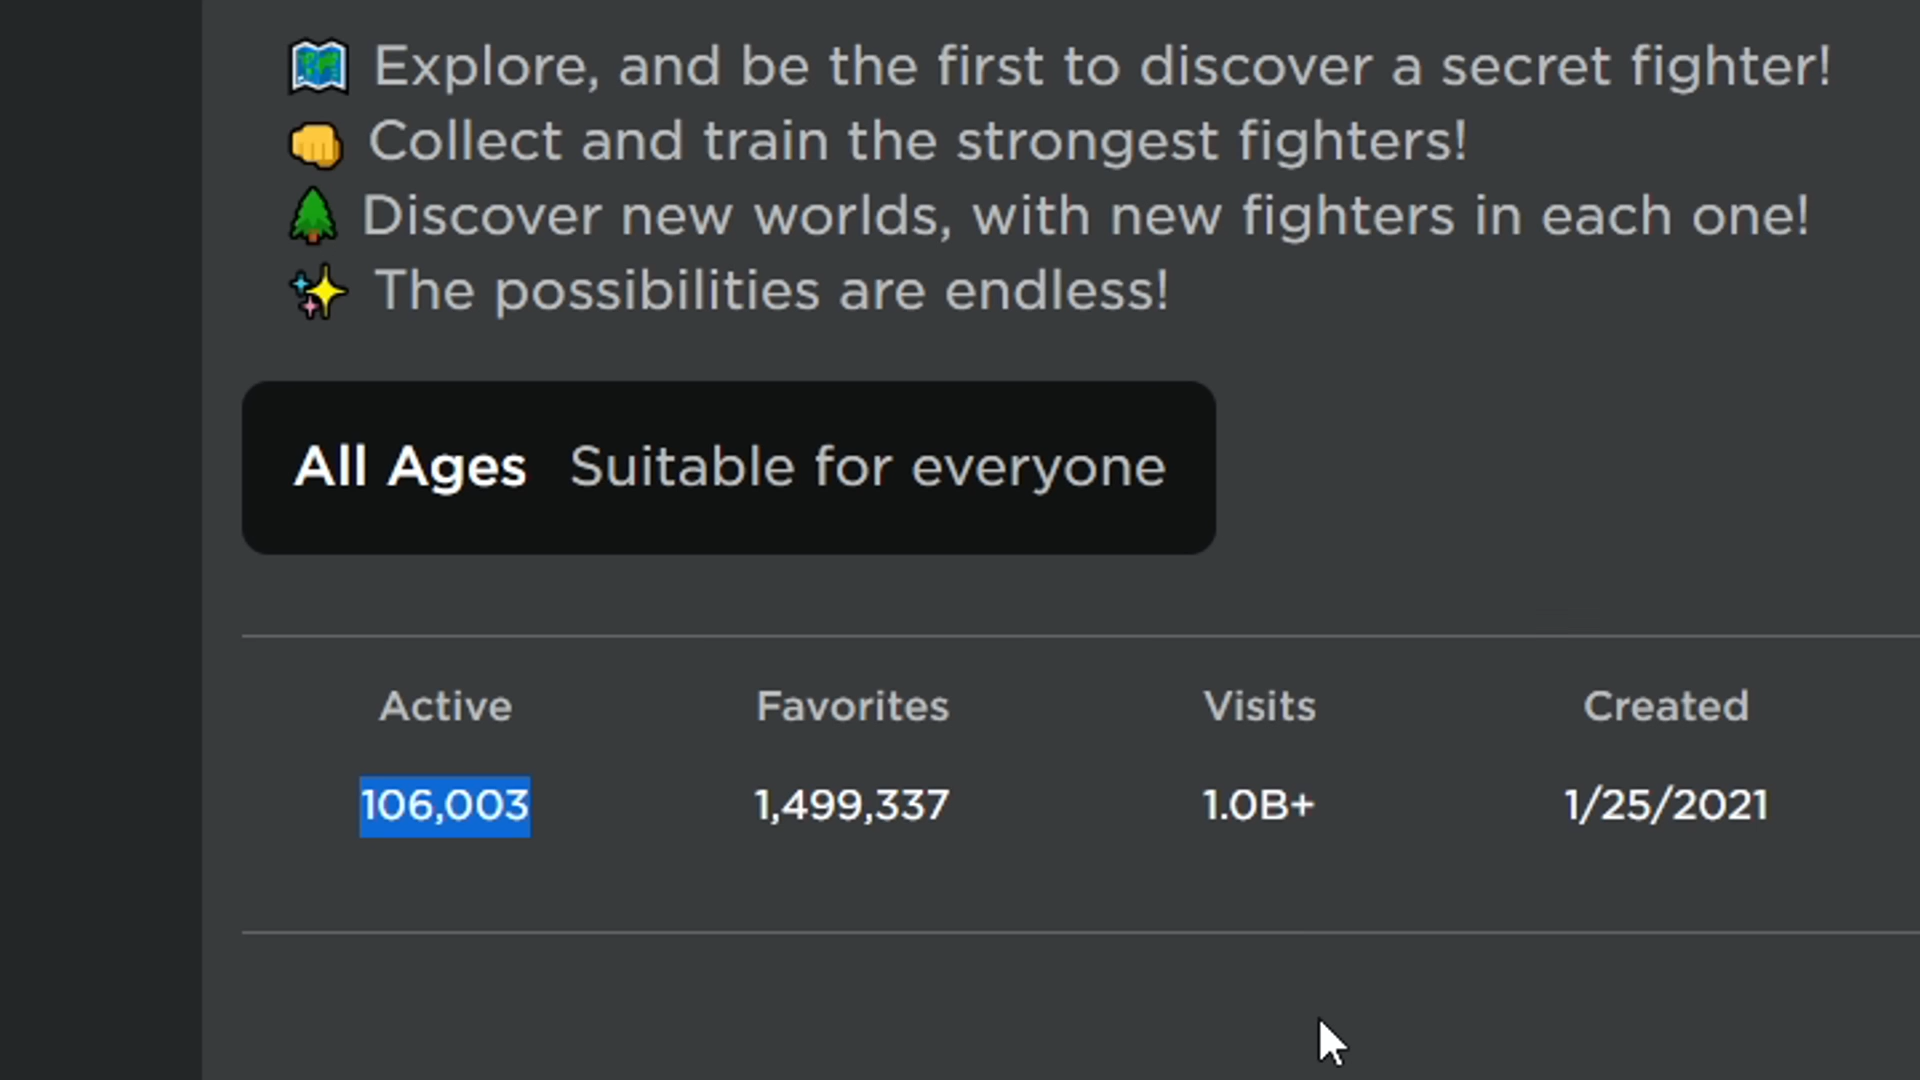 Explore, and be the first to discover a secret fighter!
Collect and train the strongest fighters!
Discover new worlds, with new fighters in each one!
The possibilities are endless!
All Ages Suitable for everyone
Active Favorites Visits Created
106,003 1,499,337 1.0B+ 1/25/2021